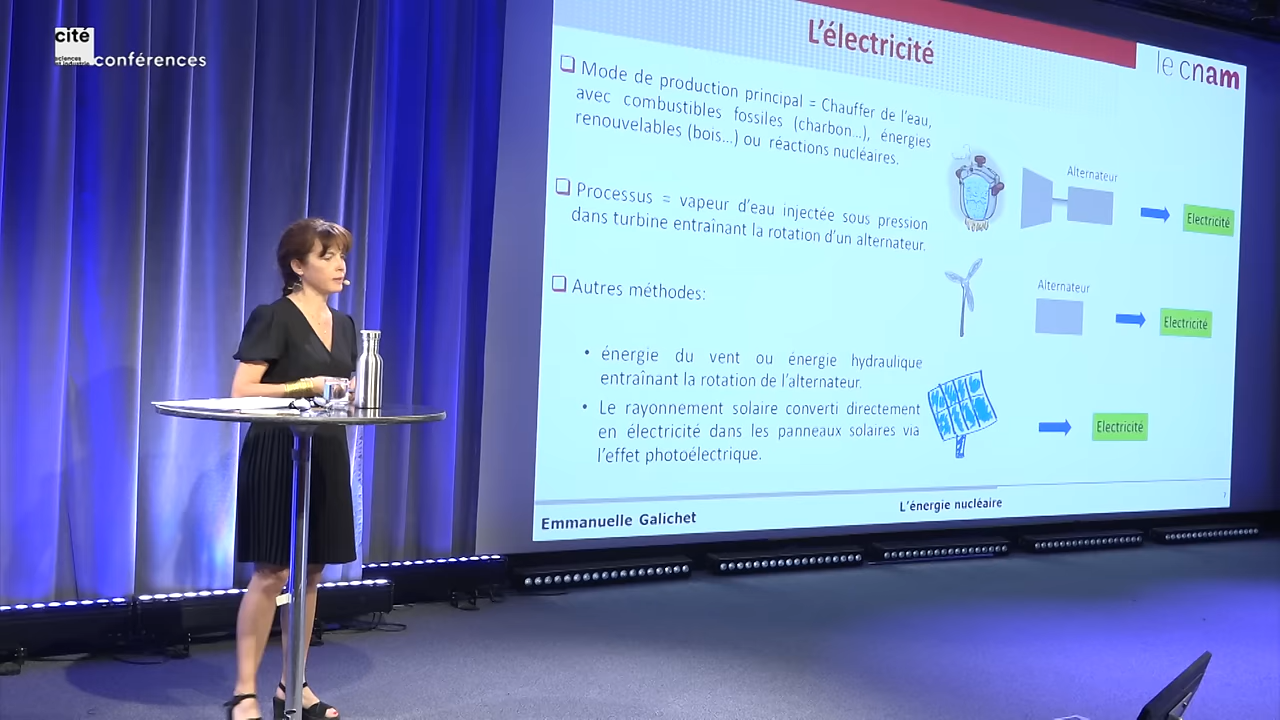 cité
sciences
et industrie
conférences
L'électricité
le cnam
Mode de production principal = Chauffer de l'eau,
avec combustibles fossiles (charbon...), énergies
renouvelables (bois...) ou réactions nucléaires.
Alternateur
Electricité
Processus = vapeur d'eau injectée sous pression
dans turbine entraînant la rotation d'un alternateur.
Autres méthodes:
Alternateur
Electricité
• énergie du vent ou énergie hydraulique
entraînant la rotation de l'alternateur.
• Le rayonnement solaire converti directement
en électricité dans les panneaux solaires via
l'effet photoélectrique.
Electricité
Emmanuelle Galichet
L'énergie nucléaire
7